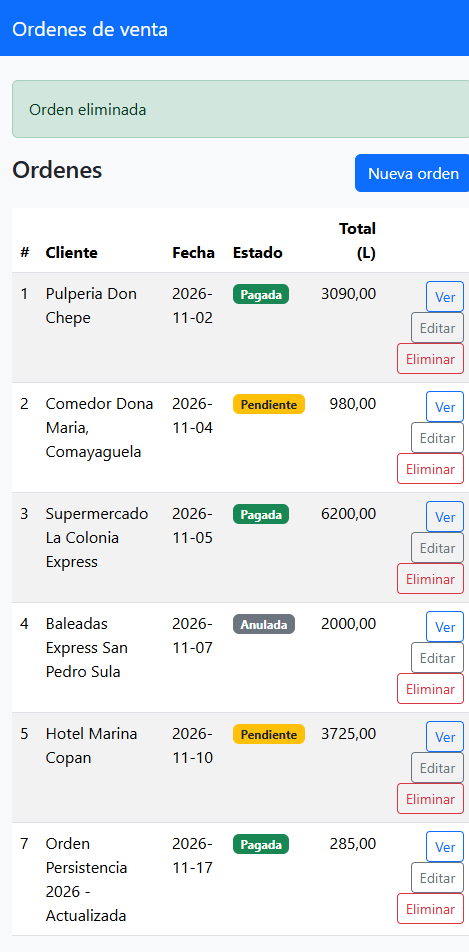 Ordenes de venta
Orden eliminada
Ordenes
Nueva orden
# Cliente Fecha Estado Total (L)
1 Pulperia Don Chepe 2026-11-02 Pagada 3090,00 Ver Editar Eliminar
2 Comedor Dona Maria, Comayaguela 2026-11-04 Pendiente 980,00 Ver Editar Eliminar
3 Supermercado La Colonia Express 2026-11-05 Pagada 6200,00 Ver Editar Eliminar
4 Baleadas Express San Pedro Sula 2026-11-07 Anulada 2000,00 Ver Editar Eliminar
5 Hotel Marina Copan 2026-11-10 Pendiente 3725,00 Ver Editar Eliminar
7 Orden Persistencia 2026 - Actualizada 2026-11-17 Pagada 285,00 Ver Editar Eliminar